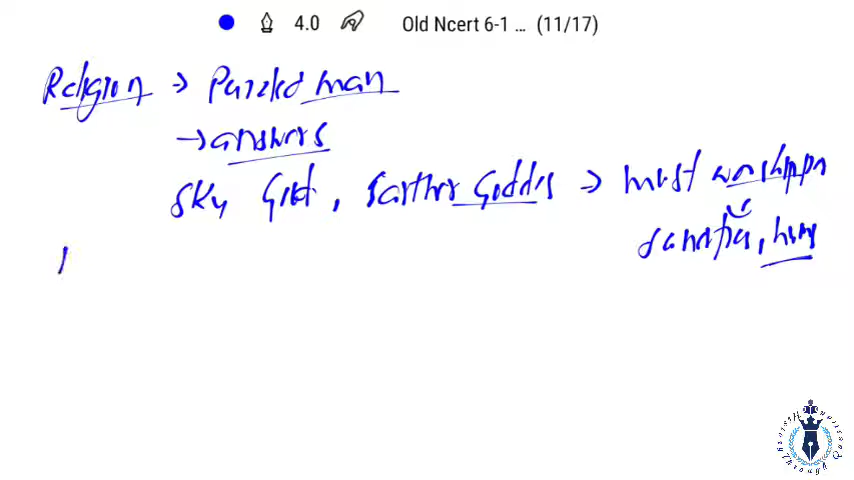 4.0 Old Ncert 6-1 ... (11/17)
Religion → Puzzled man
→ answers
Sky God, Earth Goddess → most worshipped
sacrifice, hymn